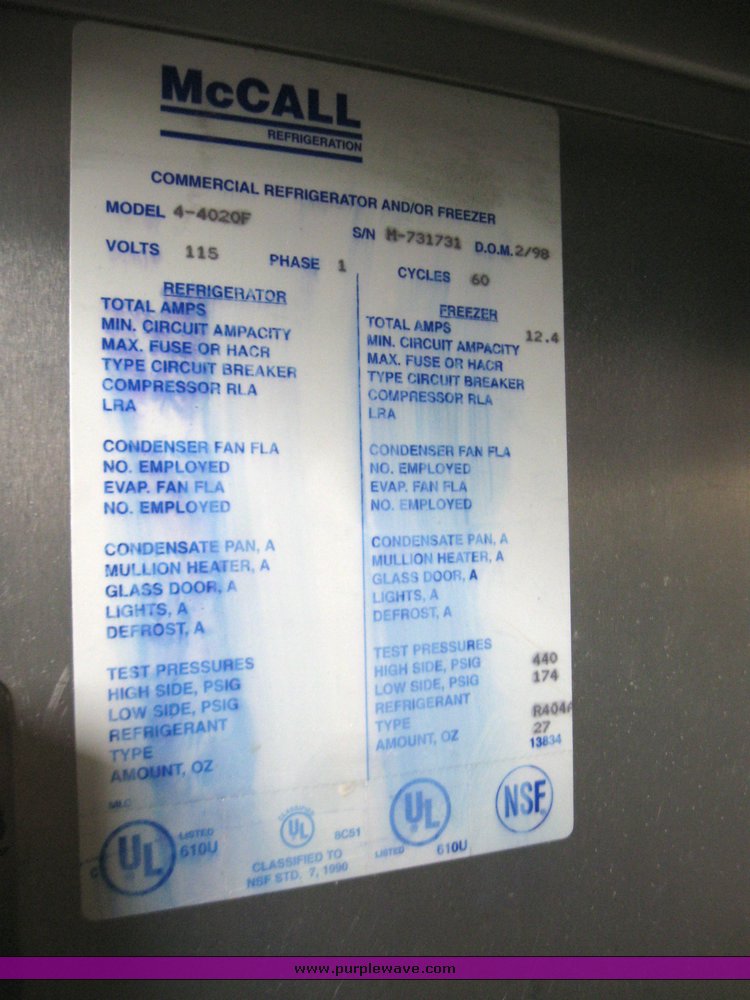 McCALL
REFRIGERATION
COMMERCIAL REFRIGERATOR AND/OR FREEZER
MODEL 4-4020F
S/N M-731731 D.O.M. 2/98
VOLTS 115 PHASE 1 CYCLES 60
REFRIGERATOR
TOTAL AMPS
MIN. CIRCUIT AMPACITY
MAX. FUSE OR HACR
TYPE CIRCUIT BREAKER
COMPRESSOR RLA
LRA
CONDENSER FAN FLA
NO. EMPLOYED
EVAP. FAN FLA
NO. EMPLOYED
CONDENSATE PAN, A
MULLION HEATER, A
GLASS DOOR, A
LIGHTS, A
DEFROST, A
TEST PRESSURES
HIGH SIDE, PSIG
LOW SIDE, PSIG
REFRIGERANT
TYPE
AMOUNT, OZ
FREEZER
TOTAL AMPS 12.4
MIN. CIRCUIT AMPACITY
MAX. FUSE OR HACR
TYPE CIRCUIT BREAKER
COMPRESSOR RLA
LRA
CONDENSER FAN FLA
NO. EMPLOYED
EVAP. FAN FLA
NO. EMPLOYED
CONDENSATE PAN, A
MULLION HEATER, A
GLASS DOOR, A
LIGHTS, A
DEFROST, A
TEST PRESSURES
HIGH SIDE, PSIG 440
LOW SIDE, PSIG 174
REFRIGERANT
TYPE R404A
AMOUNT, OZ 27
13834
MLC
C UL LISTED
610U
CLASSIFIED
UL 8C51
CLASSIFIED TO
NSF STD. 7, 1990
UL
LISTED 610U
NSF
www.purplewave.com